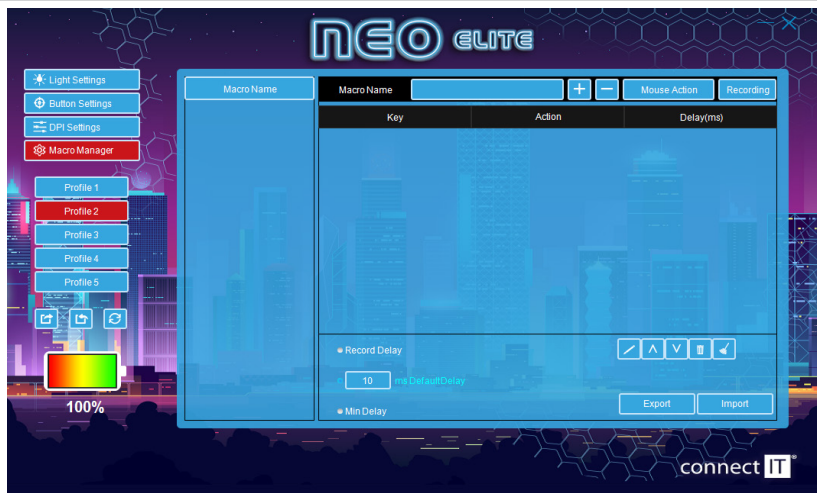 NEO ELITE
Light Settings
Button Settings
DPI Settings
Macro Manager
Profile 1
Profile 2
Profile 3
Profile 4
Profile 5
100%
Macro Name
Macro Name
Mouse Action
Recording
Key Action Delay(ms)
Record Delay
10 ms DefaultDelay
Min Delay
Export
Import
connect IT®